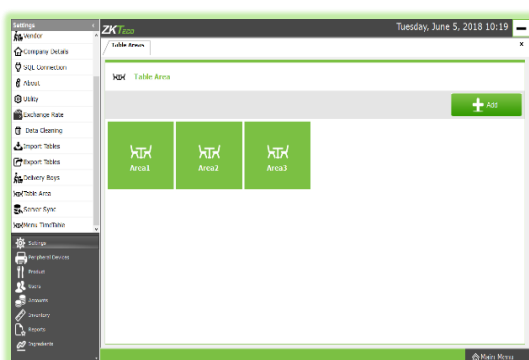 Settings
Vendor
Company Details
SQL Connection
About
Utility
Exchange Rate
Data Cleaning
Import Tables
Export Tables
Delivery Boys
Table Area
Server Sync
Menu TimeTable
Settings
Peripheral Devices
Product
Users
Accounts
Inventory
Reports
Ingredients
ZKTECO
Tuesday, June 5, 2018 10:19
Table Areas
x
Table Area
Add
Area1
Area2
Area3
Main Menu